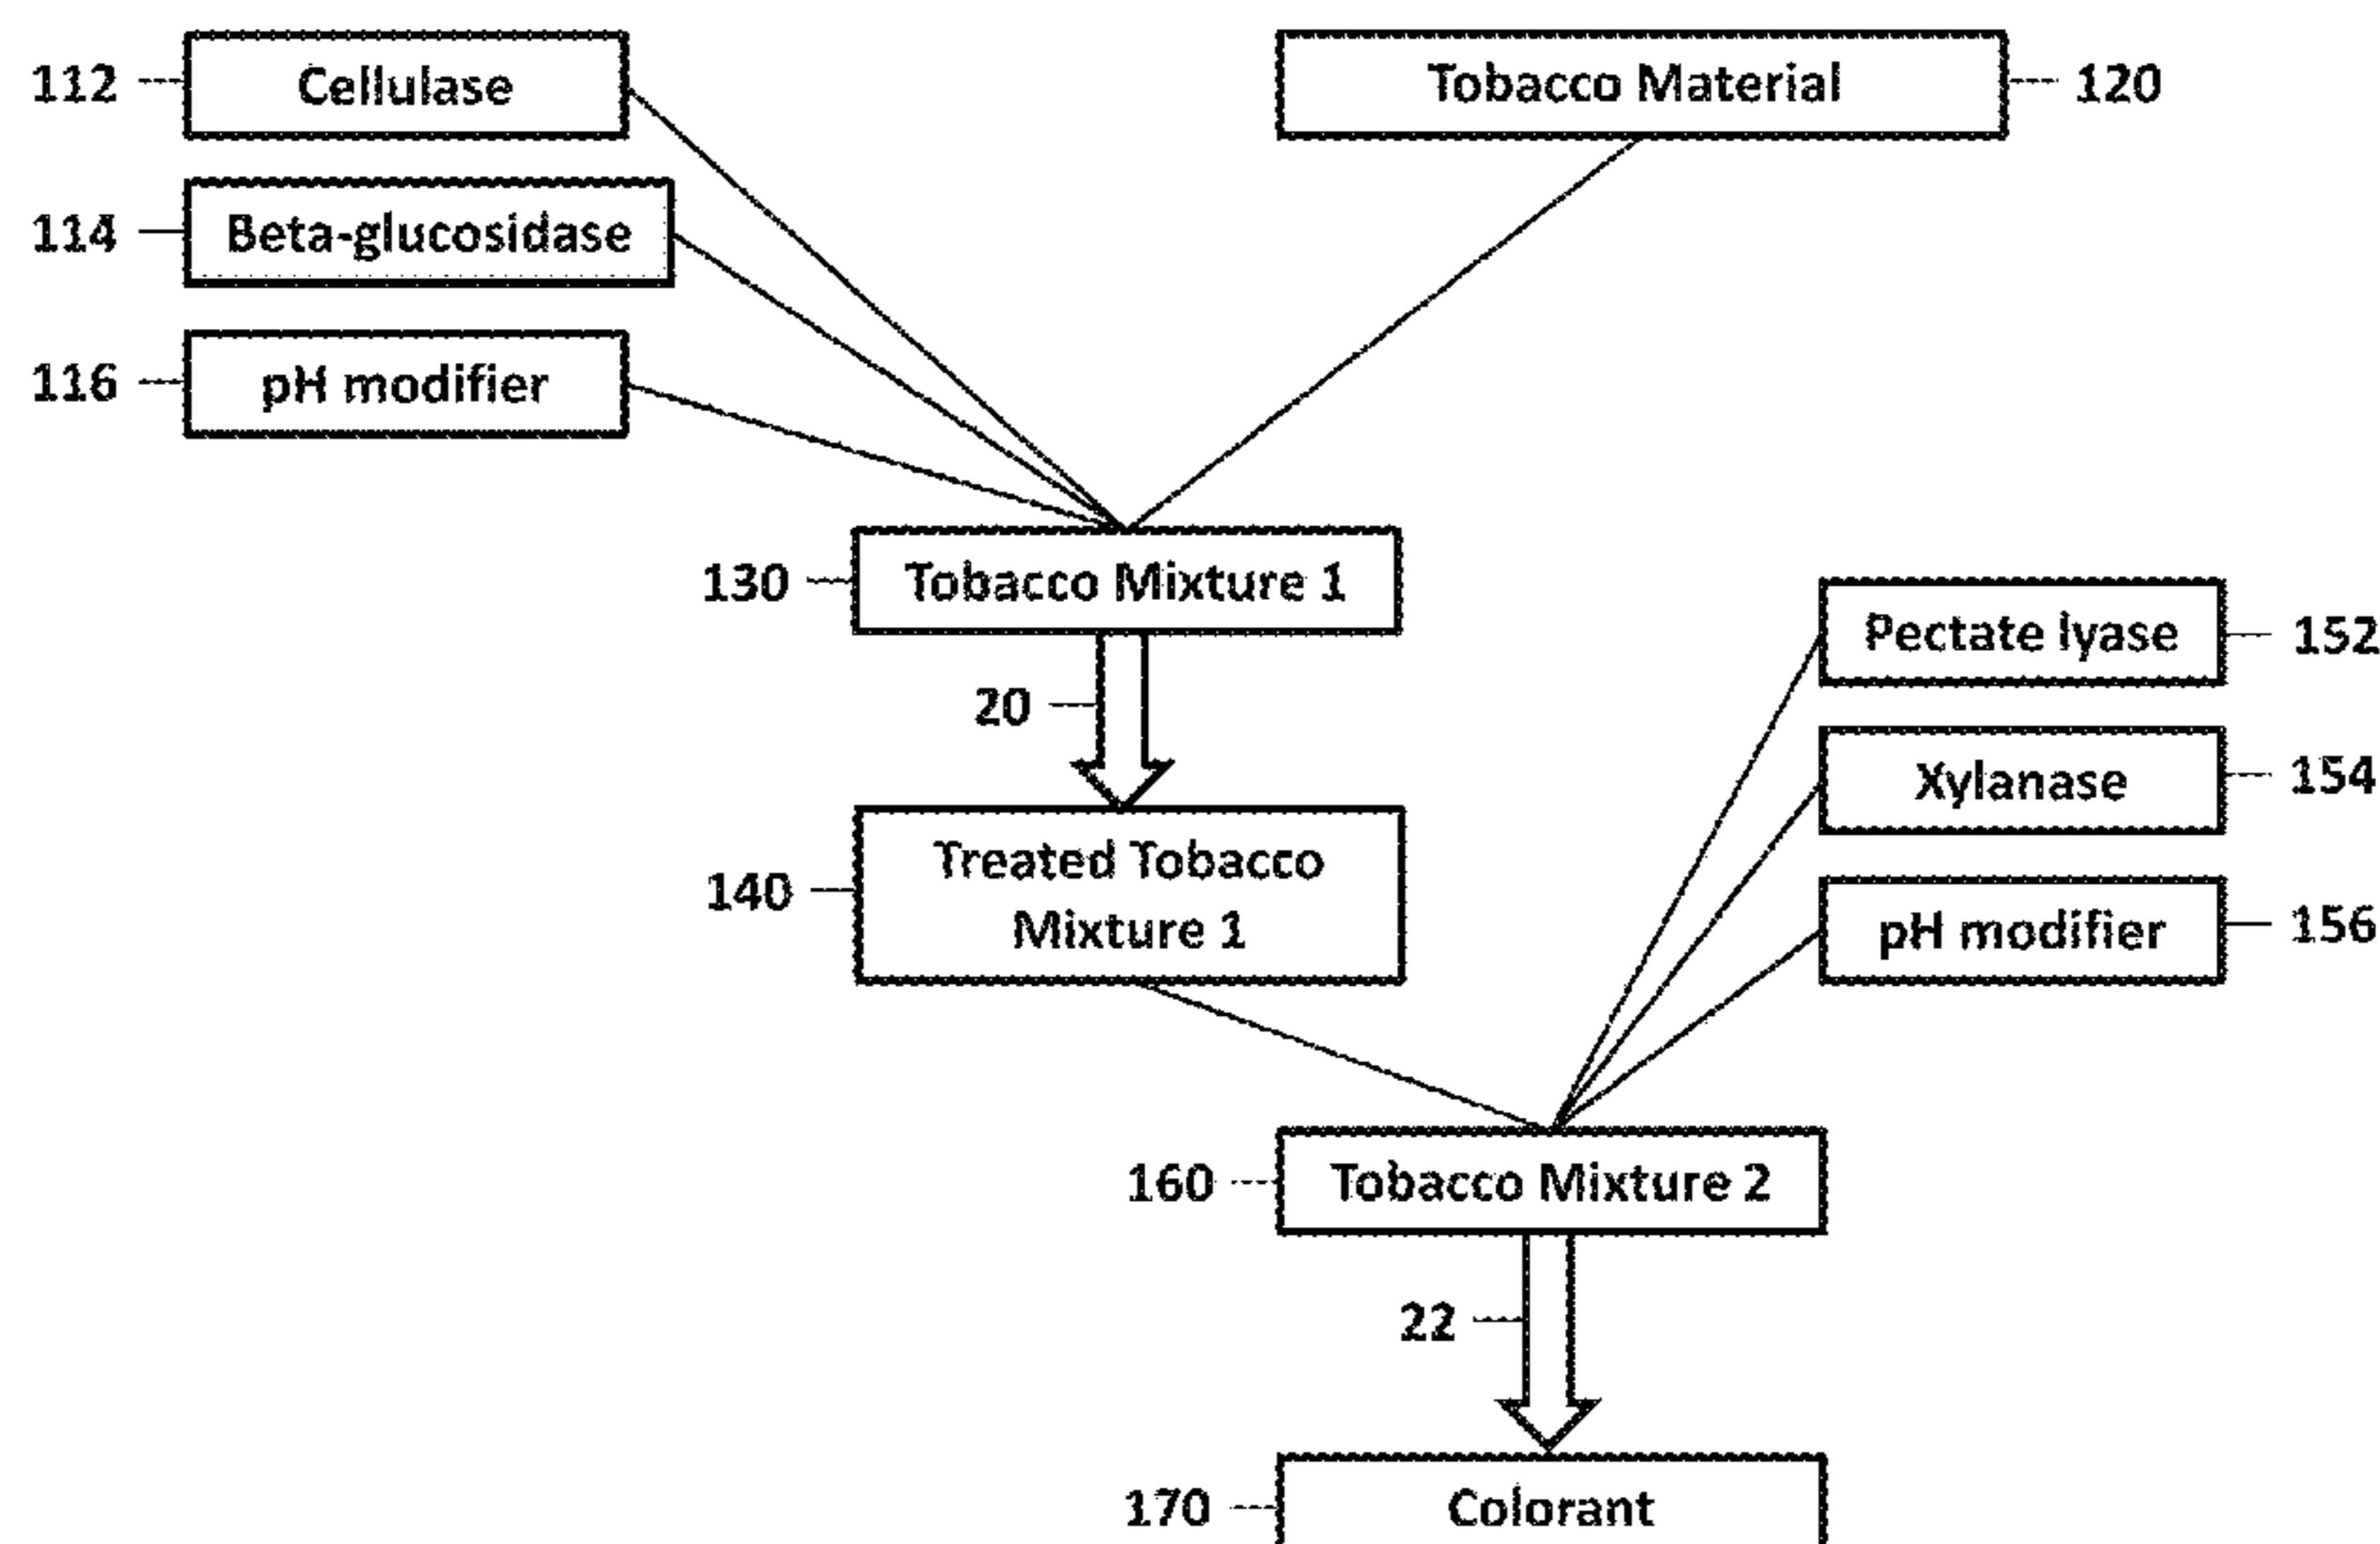 112 Cellulase
Tobacco Material 120
114 Beta-glucosidase
116 pH modifier
130 Tobacco Mixture 1
Pectate lyase 152
20
Xylanase 154
140 Treated Tobacco
Mixture 1
pH modifier 156
160 Tobacco Mixture 2
22
170 Colorant